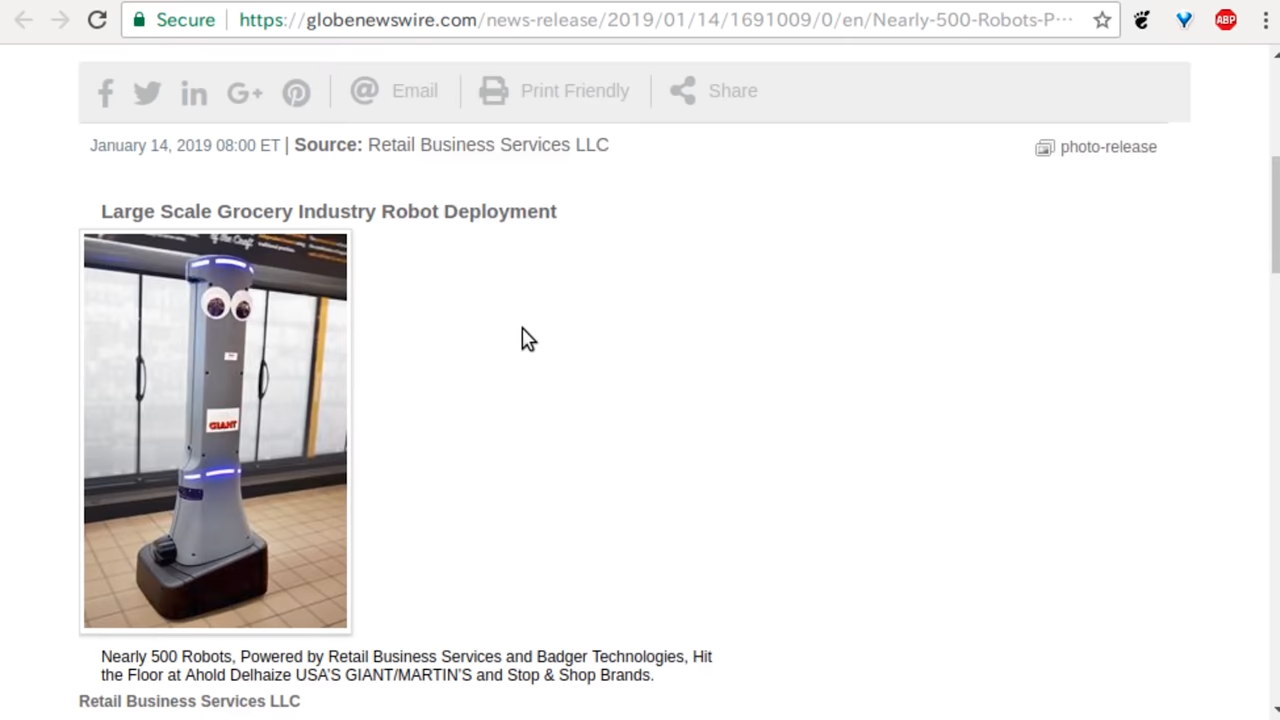 Secure https://globenewswire.com/news-release/2019/01/14/1691009/0/en/Nearly-500-Robots-P⋯
ABP
f in G+ @ Email Print Friendly Share
January 14, 2019 08:00 ET | Source: Retail Business Services LLC
photo-release
Large Scale Grocery Industry Robot Deployment
GIANT
Nearly 500 Robots, Powered by Retail Business Services and Badger Technologies, Hit
the Floor at Ahold Delhaize USA'S GIANT/MARTIN'S and Stop & Shop Brands.
Retail Business Services LLC